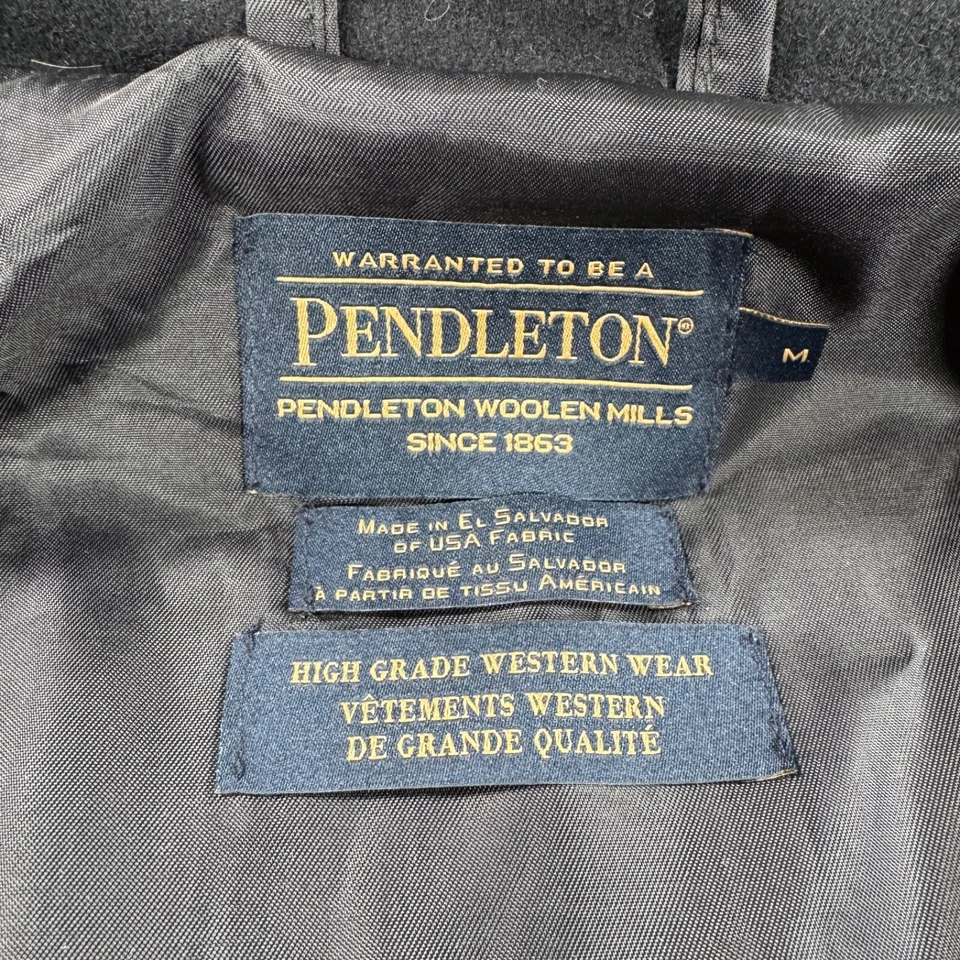 WARRANTED TO BE A
PENDLETON®
M
PENDLETON WOOLEN MILLS
SINCE 1863
MADE IN EL SALVADOR
OF USA FABRIC
FABRIQUÉ AU SALVADOR
À PARTIR DE TISSU AMÉRICAIN
HIGH GRADE WESTERN WEAR
VÊTEMENTS WESTERN
DE GRANDE QUALITÉ